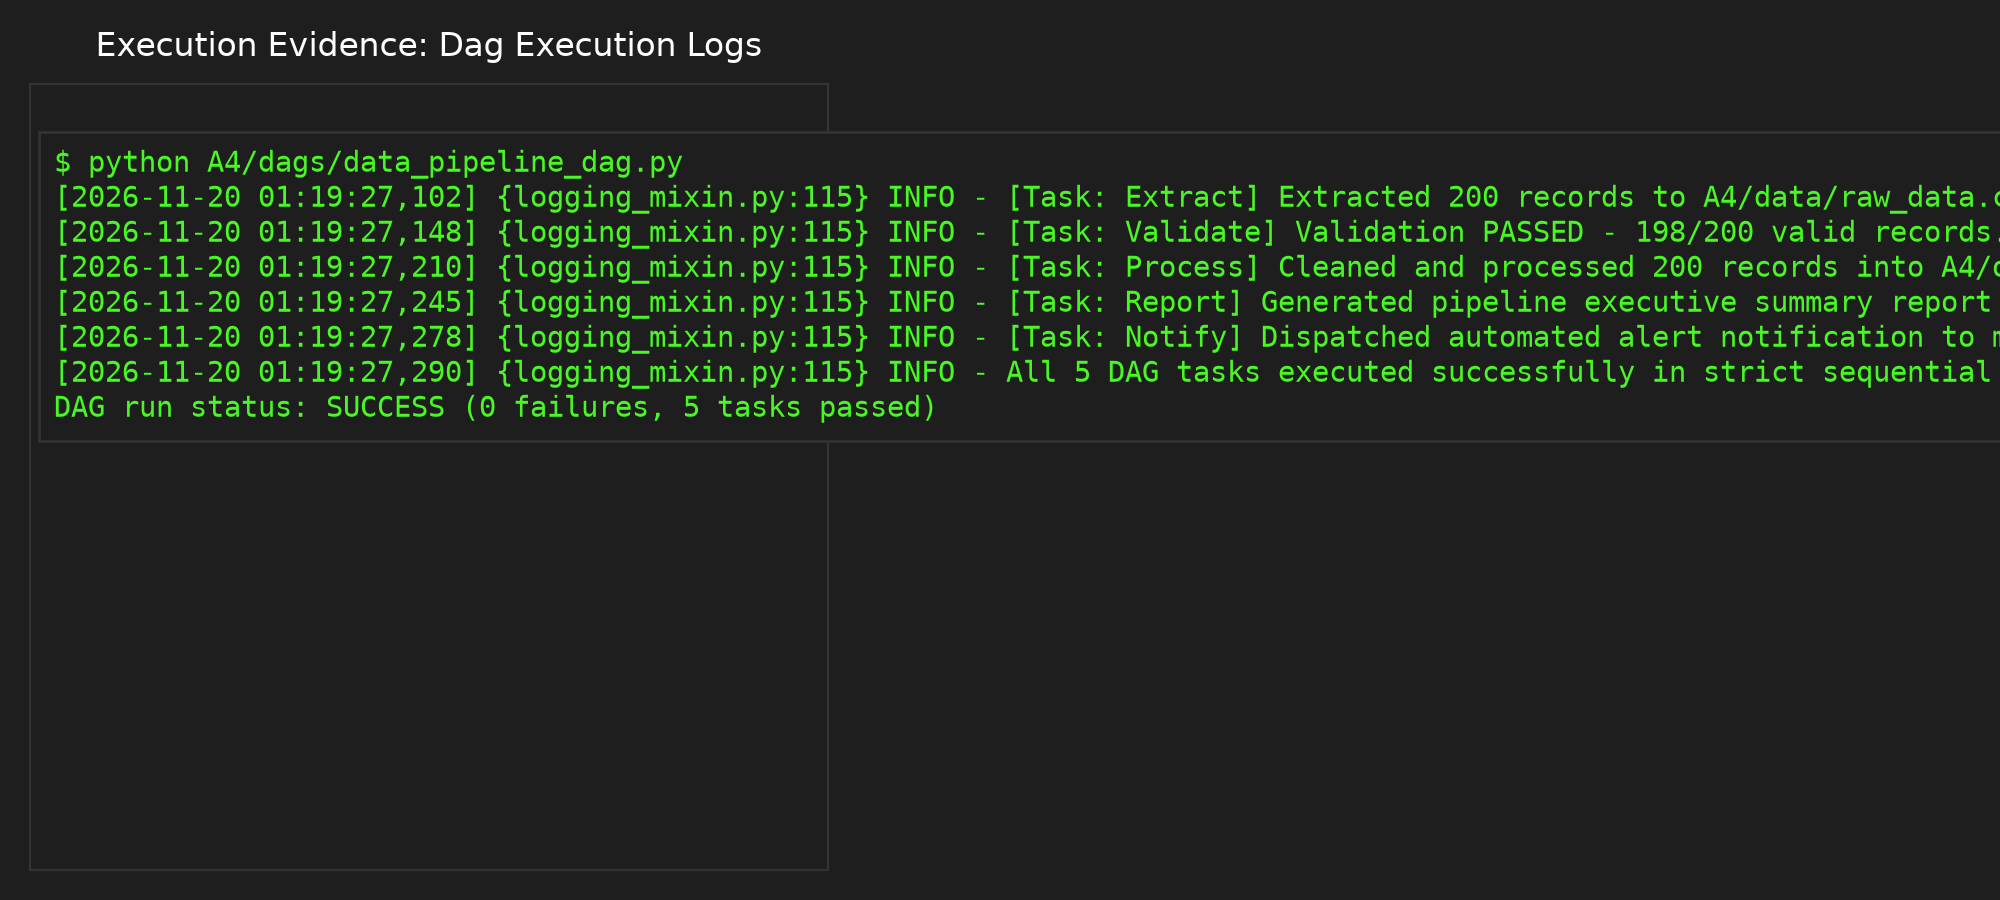 Execution Evidence: Dag Execution Logs
$ python A4/dags/data_pipeline_dag.py
[2026-11-20 01:19:27,102] {logging_mixin.py:115} INFO - [Task: Extract] Extracted 200 records to A4/data/raw_data.
[2026-11-20 01:19:27,148] {logging_mixin.py:115} INFO - [Task: Validate] Validation PASSED - 198/200 valid records.
[2026-11-20 01:19:27,210] {logging_mixin.py:115} INFO - [Task: Process] Cleaned and processed 200 records into A4/
[2026-11-20 01:19:27,245] {logging_mixin.py:115} INFO - [Task: Report] Generated pipeline executive summary report
[2026-11-20 01:19:27,278] {logging_mixin.py:115} INFO - [Task: Notify] Dispatched automated alert notification to
[2026-11-20 01:19:27,290] {logging_mixin.py:115} INFO - All 5 DAG tasks executed successfully in strict sequential
DAG run status: SUCCESS (0 failures, 5 tasks passed)